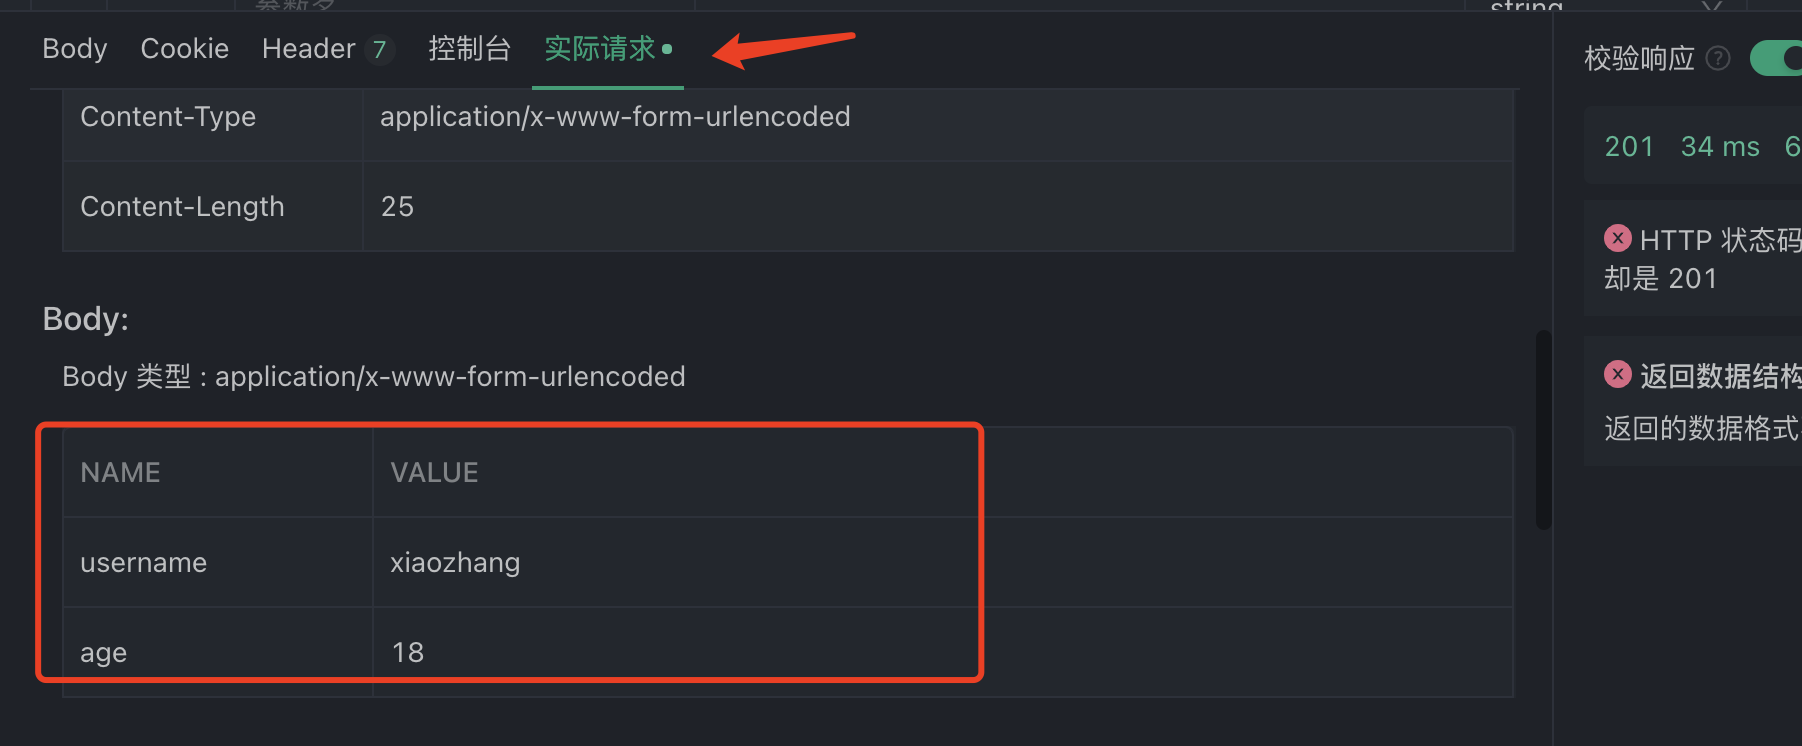 参数名 string
Body Cookie Header 7 控制台 实际请求
校验响应 ?
Content-Type application/x-www-form-urlencoded
201 34 ms 6
Content-Length 25
HTTP 状态码
却是 201
Body:
Body 类型 : application/x-www-form-urlencoded
返回数据结构
返回的数据格式
NAME VALUE
username xiaozhang
age 18